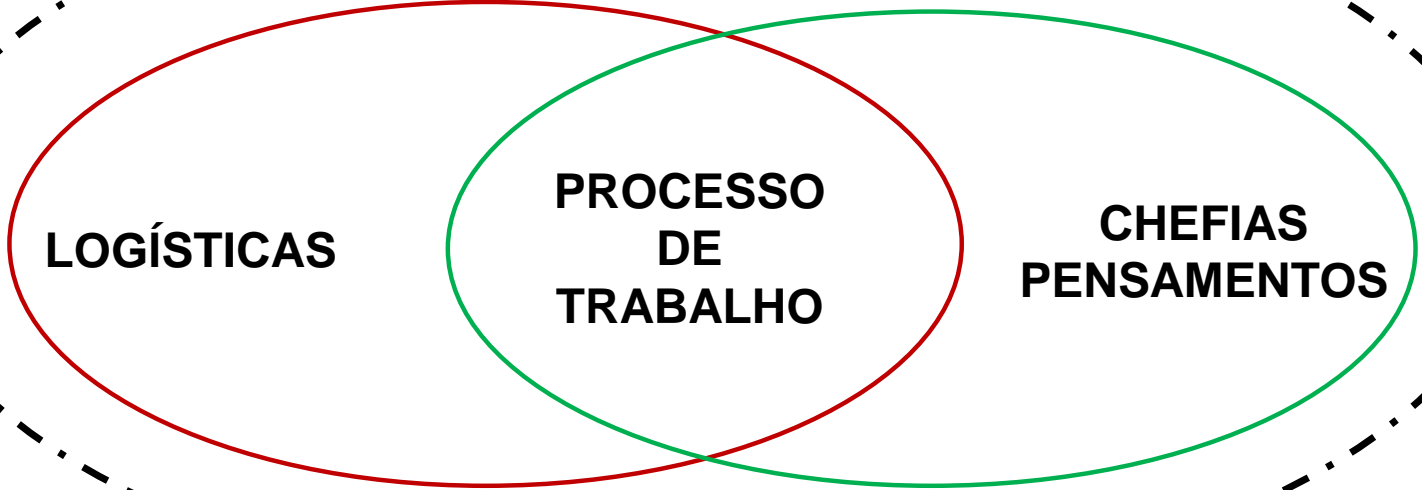 LOGÍSTICAS
PROCESSO
DE
TRABALHO
CHEFIAS
PENSAMENTOS